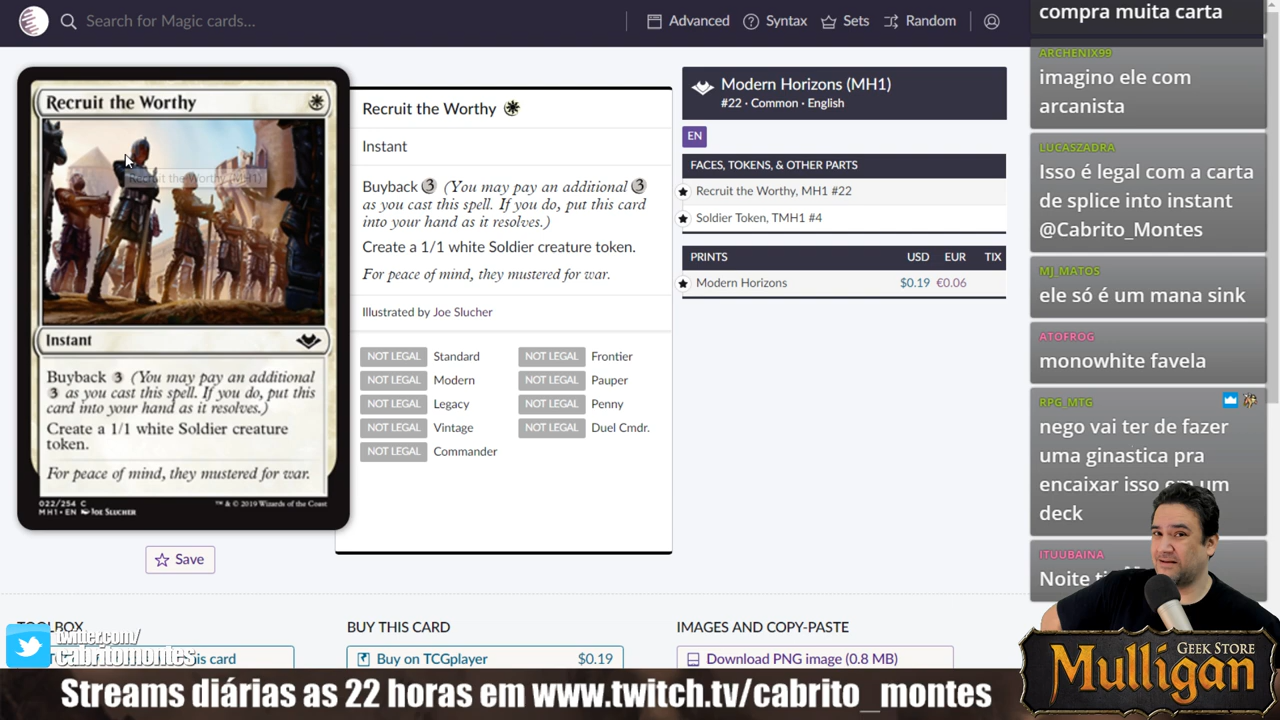 Search for Magic cards...
Advanced
Syntax
Sets
Random
Recruit the Worthy
Instant
Buyback 3 (You may pay an additional
3 as you cast this spell. If you do, put this
card into your hand as it resolves.)
Create a 1/1 white Soldier creature
token.
For peace of mind, they mustered for war.
022/254 C
MH1 • EN JOE SLUCHER
™ & © 2019 Wizards of the Coast
Recruit the Worthy (MH1)
Save
Recruit the Worthy
Instant
Buyback 3 (You may pay an additional 3
as you cast this spell. If you do, put this card
into your hand as it resolves.)
Create a 1/1 white Soldier creature token.
For peace of mind, they mustered for war.
Illustrated by Joe Slucher
NOT LEGAL Standard
NOT LEGAL Frontier
NOT LEGAL Modern
NOT LEGAL Pauper
NOT LEGAL Legacy
NOT LEGAL Penny
NOT LEGAL Vintage
NOT LEGAL Duel Cmdr.
NOT LEGAL Commander
Modern Horizons (MH1)
#22 · Common · English
EN
FACES, TOKENS, & OTHER PARTS
Recruit the Worthy, MH1 #22
Soldier Token, TMH1 #4
PRINTS USD EUR TIX
Modern Horizons $0.19 €0.06
compra muita carta
ARCHENIX99
imagino ele com
arcanista
LUCASZADRA
Isso é legal com a carta
de splice into instant
@Cabrito_Montes
MJ_MATOS
ele só é um mana sink
ATOFROG
monowhite favela
RPG_MTG
nego vai ter de fazer
uma ginastica pra
encaixar isso em um
deck
ITUUBAINA
Noite
TOOLBOX
this card
BUY THIS CARD
Buy on TCGplayer $0.19
IMAGES AND COPY-PASTE
Download PNG image (0.8 MB)
twitter.com/
cabritomontes
GEEK STORE
Mulligan
Streams diárias as 22 horas em www.twitch.tv/cabrito_montes